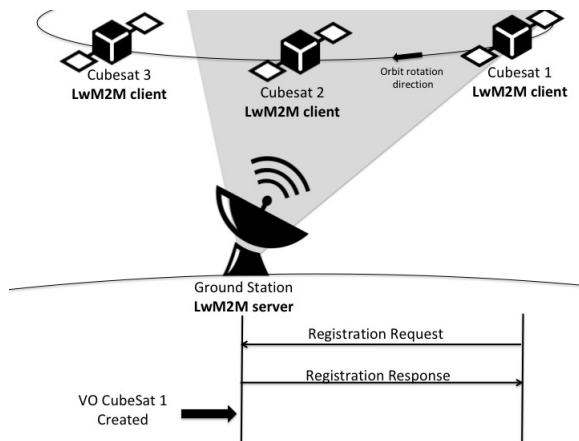 Cubesat 3
LwM2M client
Cubesat 2
LwM2M client
Orbit rotation
direction
Cubesat 1
LwM2M client
Ground Station
LwM2M server
Registration Request
Registration Response
VO CubeSat 1
Created